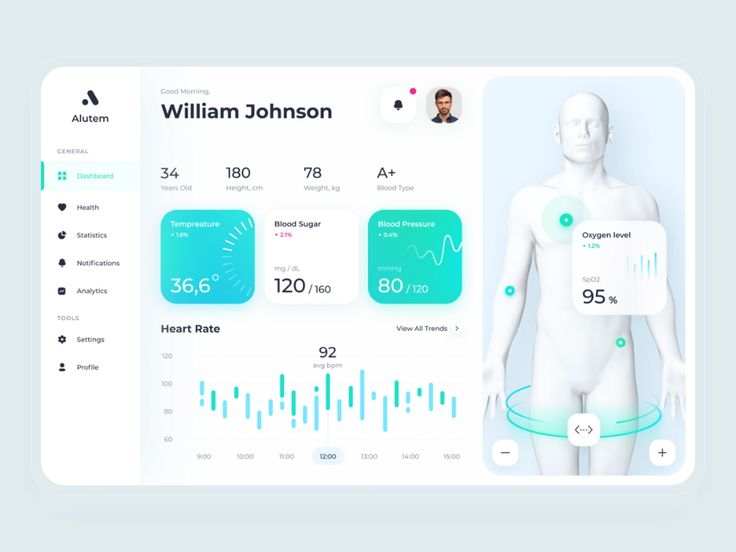 Alutem
GENERAL
Dashboard
Health
Statistics
Notifications
Analytics
TOOLS
Settings
Profile
Good Morning,
William Johnson
34
Years Old
180
Height, cm
78
Weight, kg
A+
Blood Type
Tempreature
1.6%
36,6°
Blood Sugar
2.1%
mg / dL
120 / 160
Blood Pressure
0.4%
mmHg
80 / 120
Heart Rate
View All Trends
92
avg bpm
120
100
80
60
9:00
10:00
11:00
12:00
13:00
14:00
15:00
Oxygen level
1.2%
SpO2
95 %